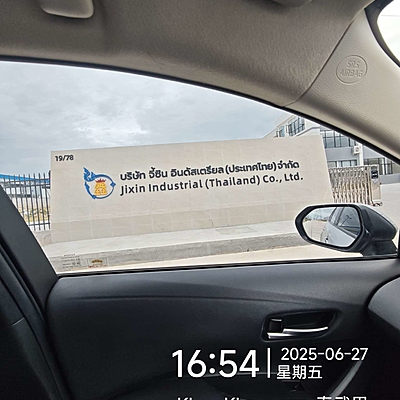 SRS
AIRBAG
19/78
บริษัท จี้ซิน อินดัสเตรียล (ประเทศไทย) จำกัด
Jixin Industrial (Thailand) Co., Ltd.
16:54
2025-06-27
星期五